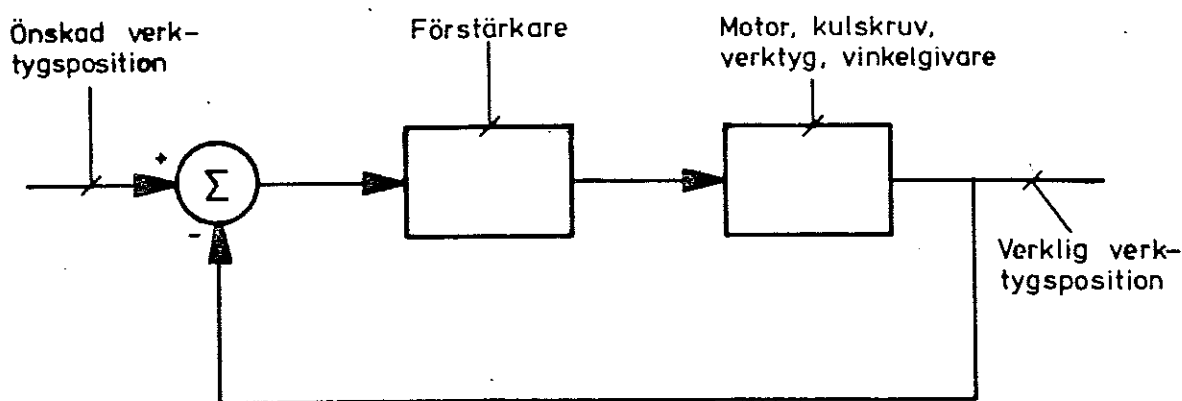 Önskad verk-
tygsposition
Förstärkare
Motor, kulskruv,
verktyg, vinkelgivare
+
Σ
-
Verklig verk-
tygsposition